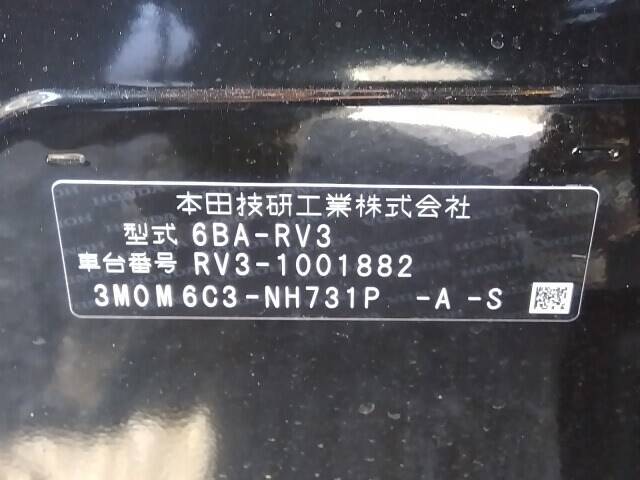 本田技研工業株式会社
型式 6BA-RV3
車台番号 RV3-1001882
3M0M6C3-NH731P -A -S